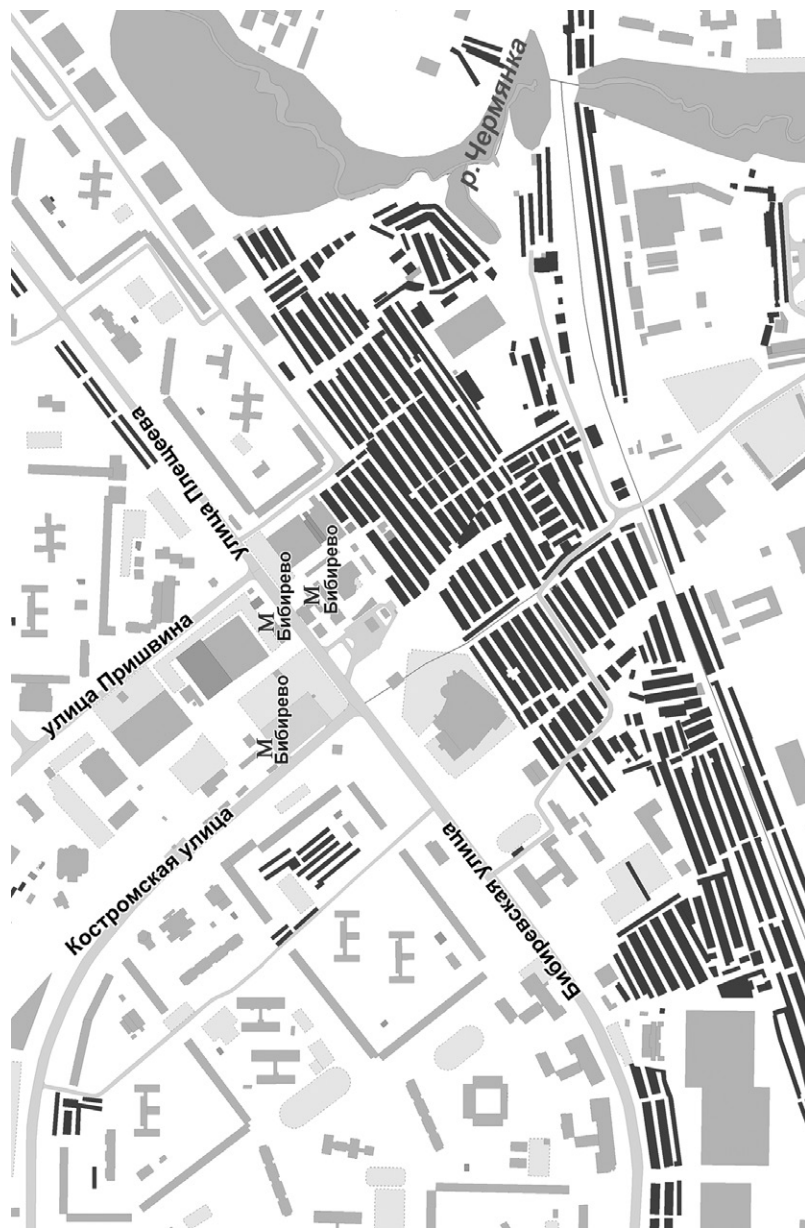 р. Чермянка
улица Плещеева
М
Бибирево
М
Бибирево
улица Пришвина
М
Бибирево
Костромская улица
Бибиревская улица